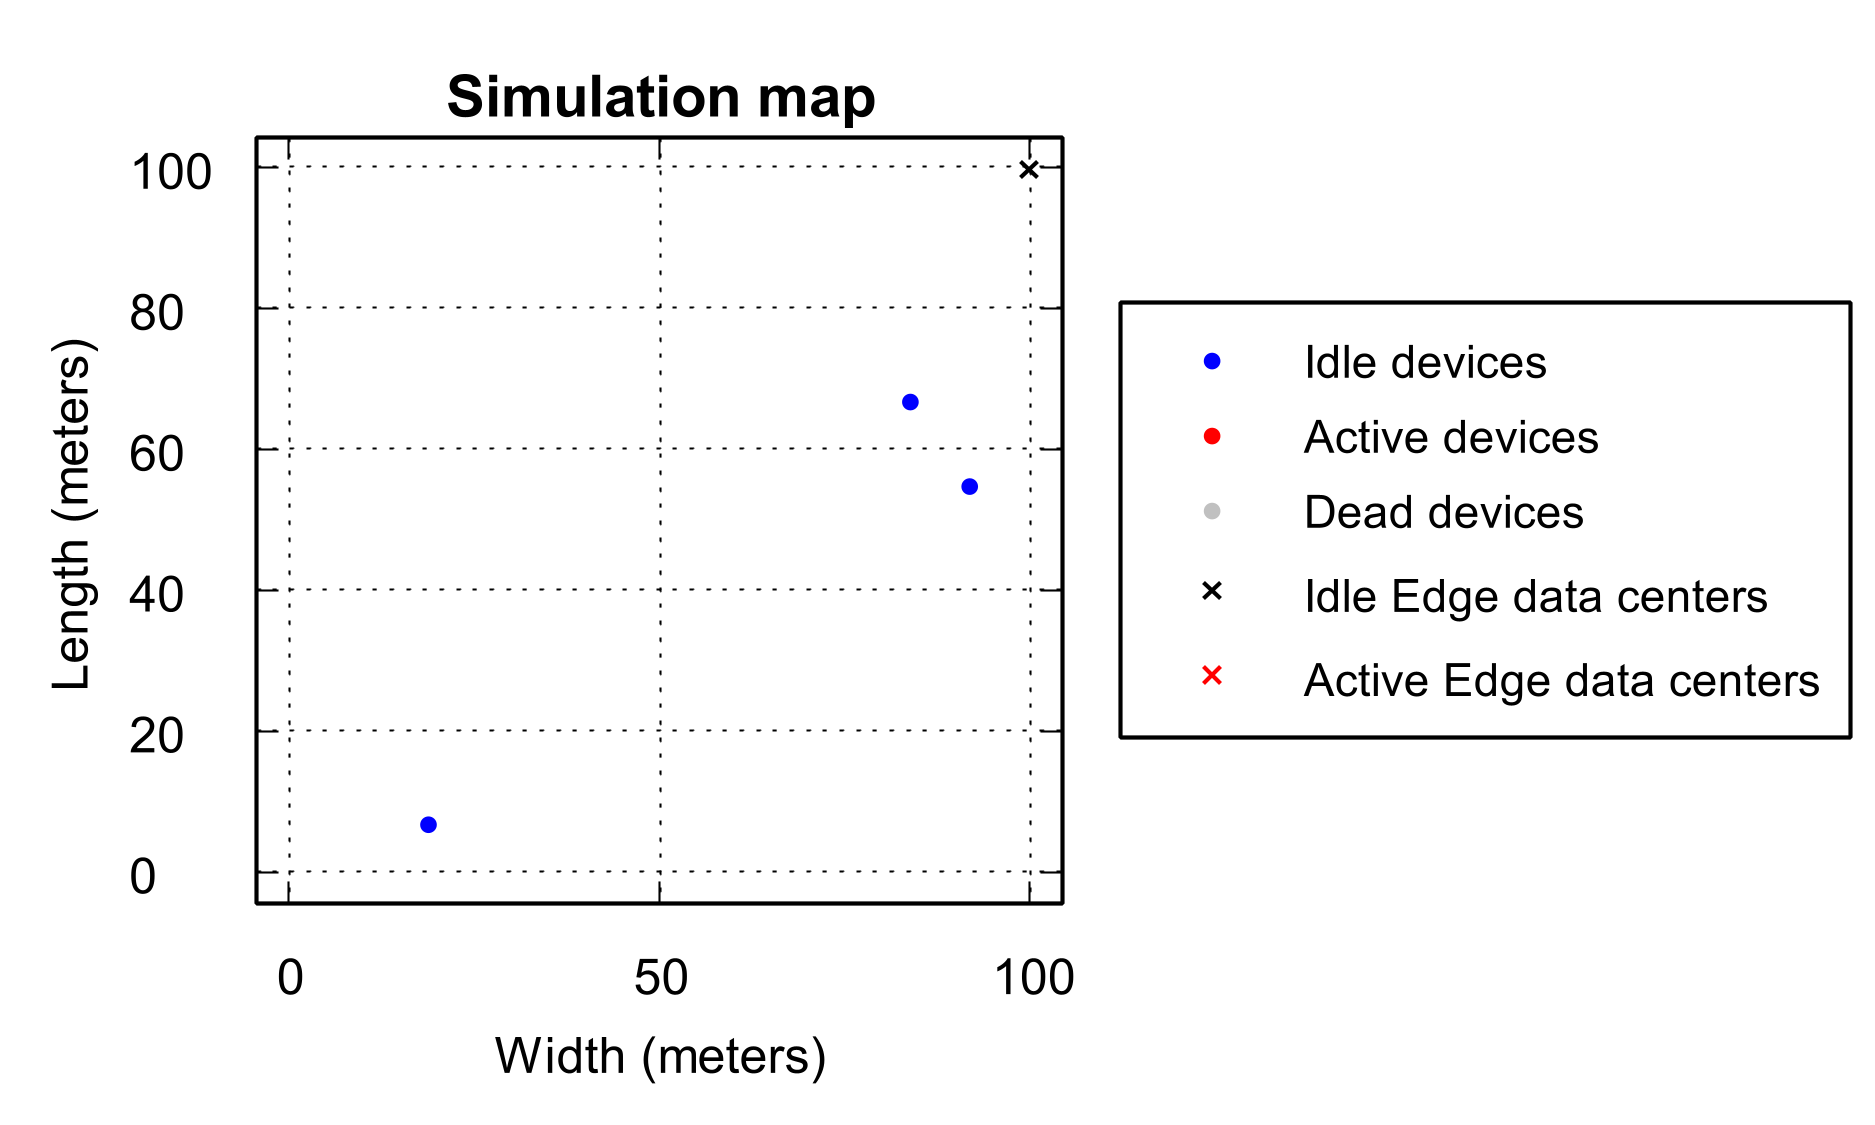 Simulation map
100
80
60
40
20
0
Length (meters)
0 50 100
Width (meters)
Idle devices
Active devices
Dead devices
Idle Edge data centers
Active Edge data centers